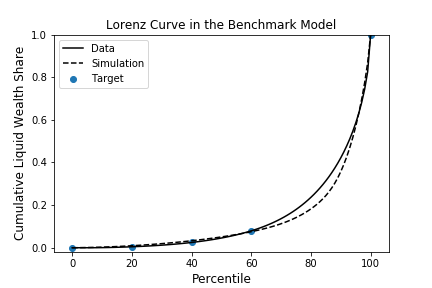 Lorenz Curve in the Benchmark Model
Data
Simulation
Target
Cumulative Liquid Wealth Share
1.0
0.8
0.6
0.4
0.2
0.0
0 20 40 60 80 100
Percentile